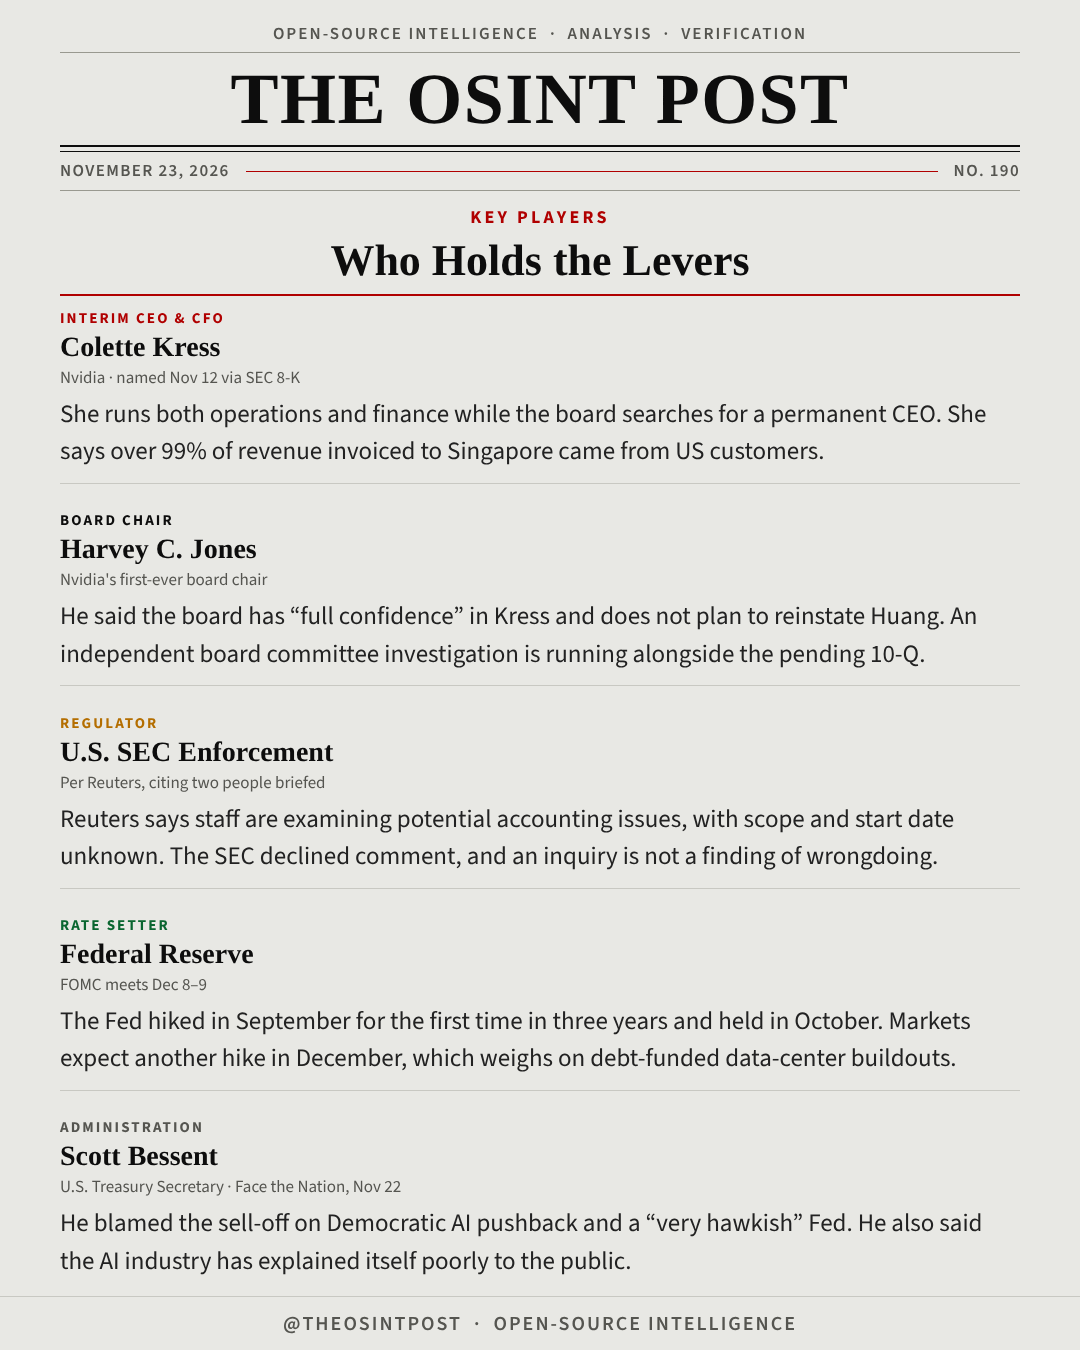 OPEN-SOURCE INTELLIGENCE · ANALYSIS · VERIFICATION
THE OSINT POST
NOVEMBER 23, 2026 NO. 190
KEY PLAYERS
Who Holds the Levers
INTERIM CEO & CFO
Colette Kress
Nvidia · named Nov 12 via SEC 8-K
She runs both operations and finance while the board searches for a permanent CEO. She
says over 99% of revenue invoiced to Singapore came from US customers.
BOARD CHAIR
Harvey C. Jones
Nvidia's first-ever board chair
He said the board has “full confidence” in Kress and does not plan to reinstate Huang. An
independent board committee investigation is running alongside the pending 10-Q.
REGULATOR
U.S. SEC Enforcement
Per Reuters, citing two people briefed
Reuters says staff are examining potential accounting issues, with scope and start date
unknown. The SEC declined comment, and an inquiry is not a finding of wrongdoing.
RATE SETTER
Federal Reserve
FOMC meets Dec 8–9
The Fed hiked in September for the first time in three years and held in October. Markets
expect another hike in December, which weighs on debt-funded data-center buildouts.
ADMINISTRATION
Scott Bessent
U.S. Treasury Secretary · Face the Nation, Nov 22
He blamed the sell-off on Democratic AI pushback and a “very hawkish” Fed. He also said
the AI industry has explained itself poorly to the public.
@THEOSINTPOST · OPEN-SOURCE INTELLIGENCE